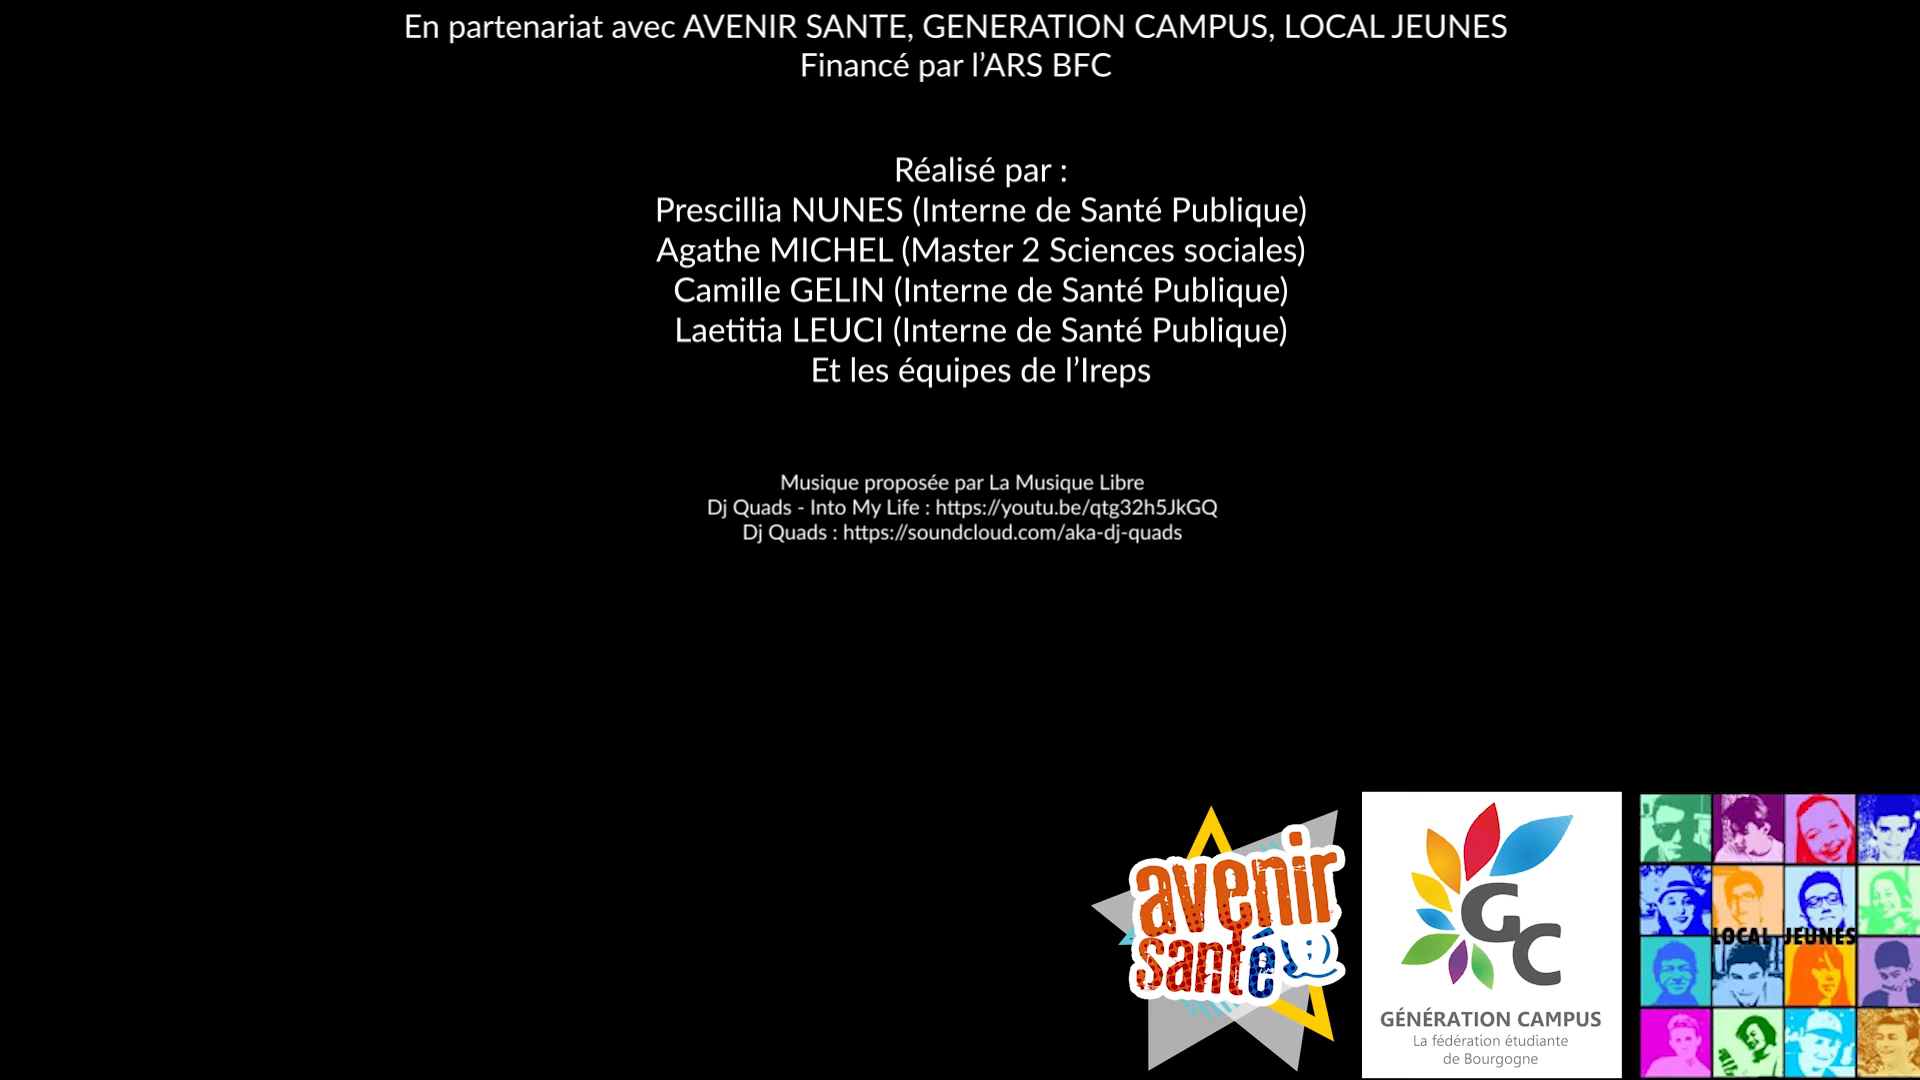 En partenariat avec AVENIR SANTE, GENERATION CAMPUS, LOCAL JEUNES
Financé par l’ARS BFC
Réalisé par :
Prescillia NUNES (Interne de Santé Publique)
Agathe MICHEL (Master 2 Sciences sociales)
Camille GELIN (Interne de Santé Publique)
Laetitia LEUCI (Interne de Santé Publique)
Et les équipes de l’Ireps
Musique proposée par La Musique Libre
Dj Quads - Into My Life : https://youtu.be/qtg32h5JkGQ
Dj Quads : https://soundcloud.com/aka-dj-quads
avenir
santé
GC
GÉNÉRATION CAMPUS
La fédération étudiante
de Bourgogne
LOCAL JEUNES